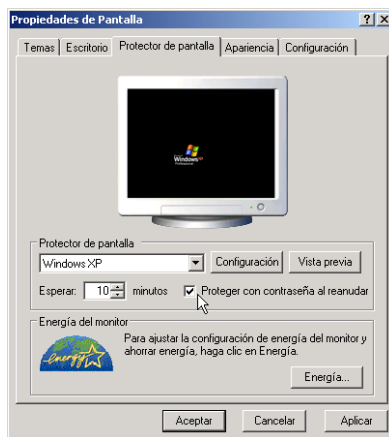 Propiedades de Pantalla
Temas Escritorio Protector de pantalla Apariencia Configuración
Windows xp
Protector de pantalla
Windows XP Configuración Vista previa
Esperar: 10 minutos Proteger con contraseña al reanudar
Energía del monitor
Para ajustar la configuración de energía del monitor y
ahorrar energía, haga clic en Energía.
energy
Energía...
Aceptar Cancelar Aplicar